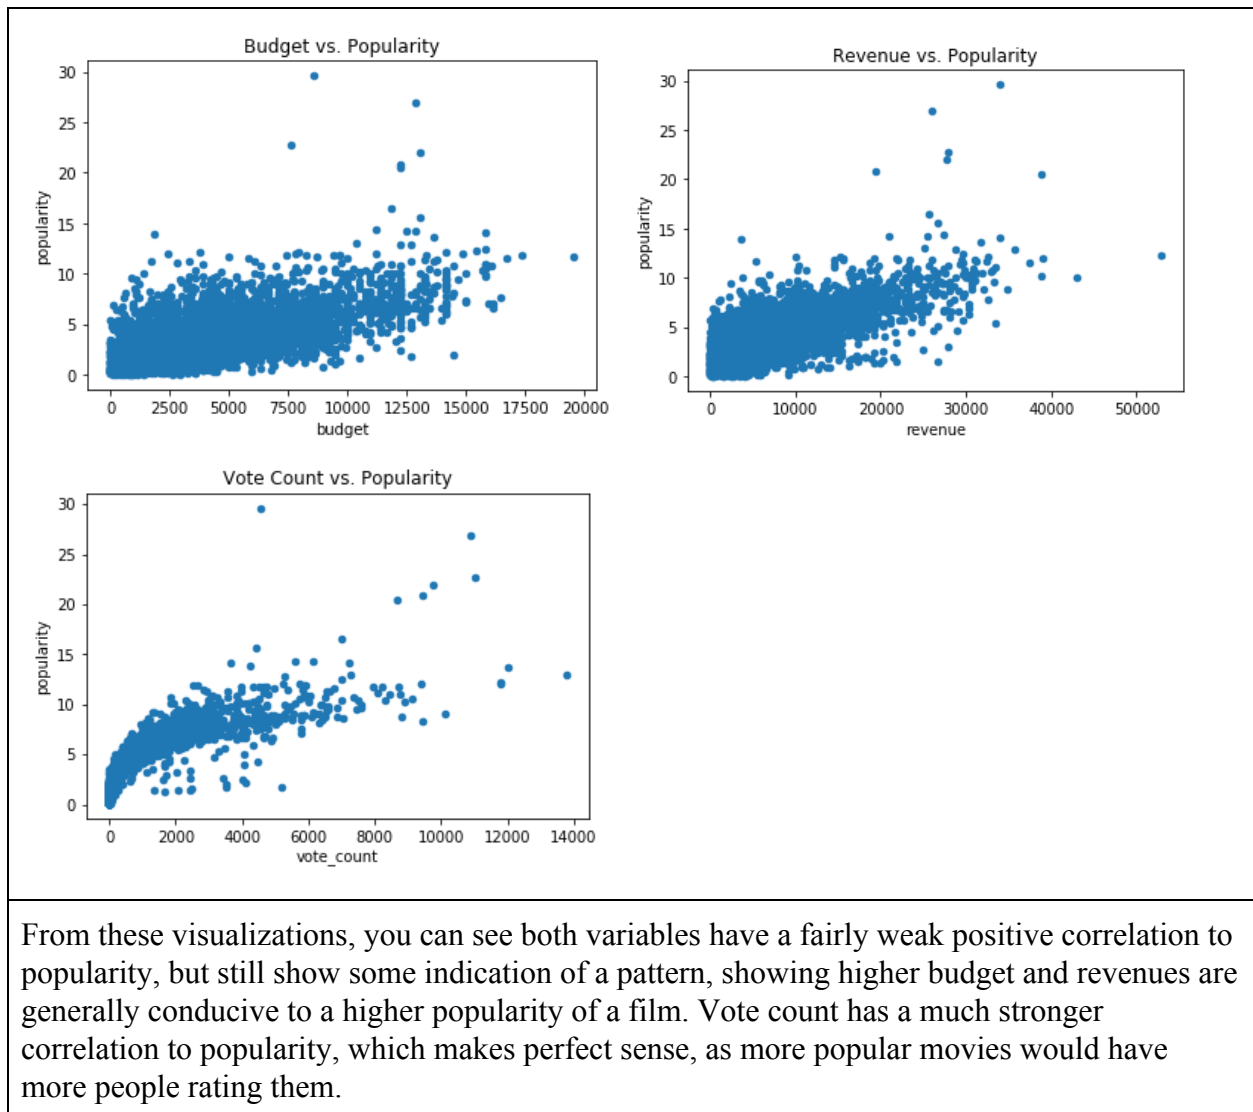 Budget vs. Popularity
30
25
20
15
10
5
0
popularity
0 2500 5000 7500 10000 12500 15000 17500 20000
budget
Revenue vs. Popularity
30
25
20
15
10
5
0
popularity
0 10000 20000 30000 40000 50000
revenue
Vote Count vs. Popularity
30
25
20
15
10
5
0
popularity
0 2000 4000 6000 8000 10000 12000 14000
vote_count
From these visualizations, you can see both variables have a fairly weak positive correlation to
popularity, but still show some indication of a pattern, showing higher budget and revenues are
generally conducive to a higher popularity of a film. Vote count has a much stronger
correlation to popularity, which makes perfect sense, as more popular movies would have
more people rating them.